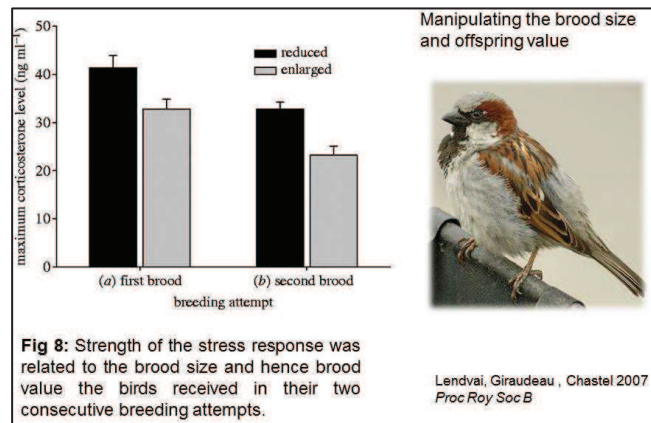 Manipulating the brood size
and offspring value
maximum corticosterone level (ng ml⁻¹)
50
40
30
20
10
0
reduced
enlarged
(a) first brood
(b) second brood
breeding attempt
Fig 8: Strength of the stress response was
related to the brood size and hence brood
value the birds received in their two
consecutive breeding attempts.
Lendvai, Giraudeau , Chastel 2007
Proc Roy Soc B